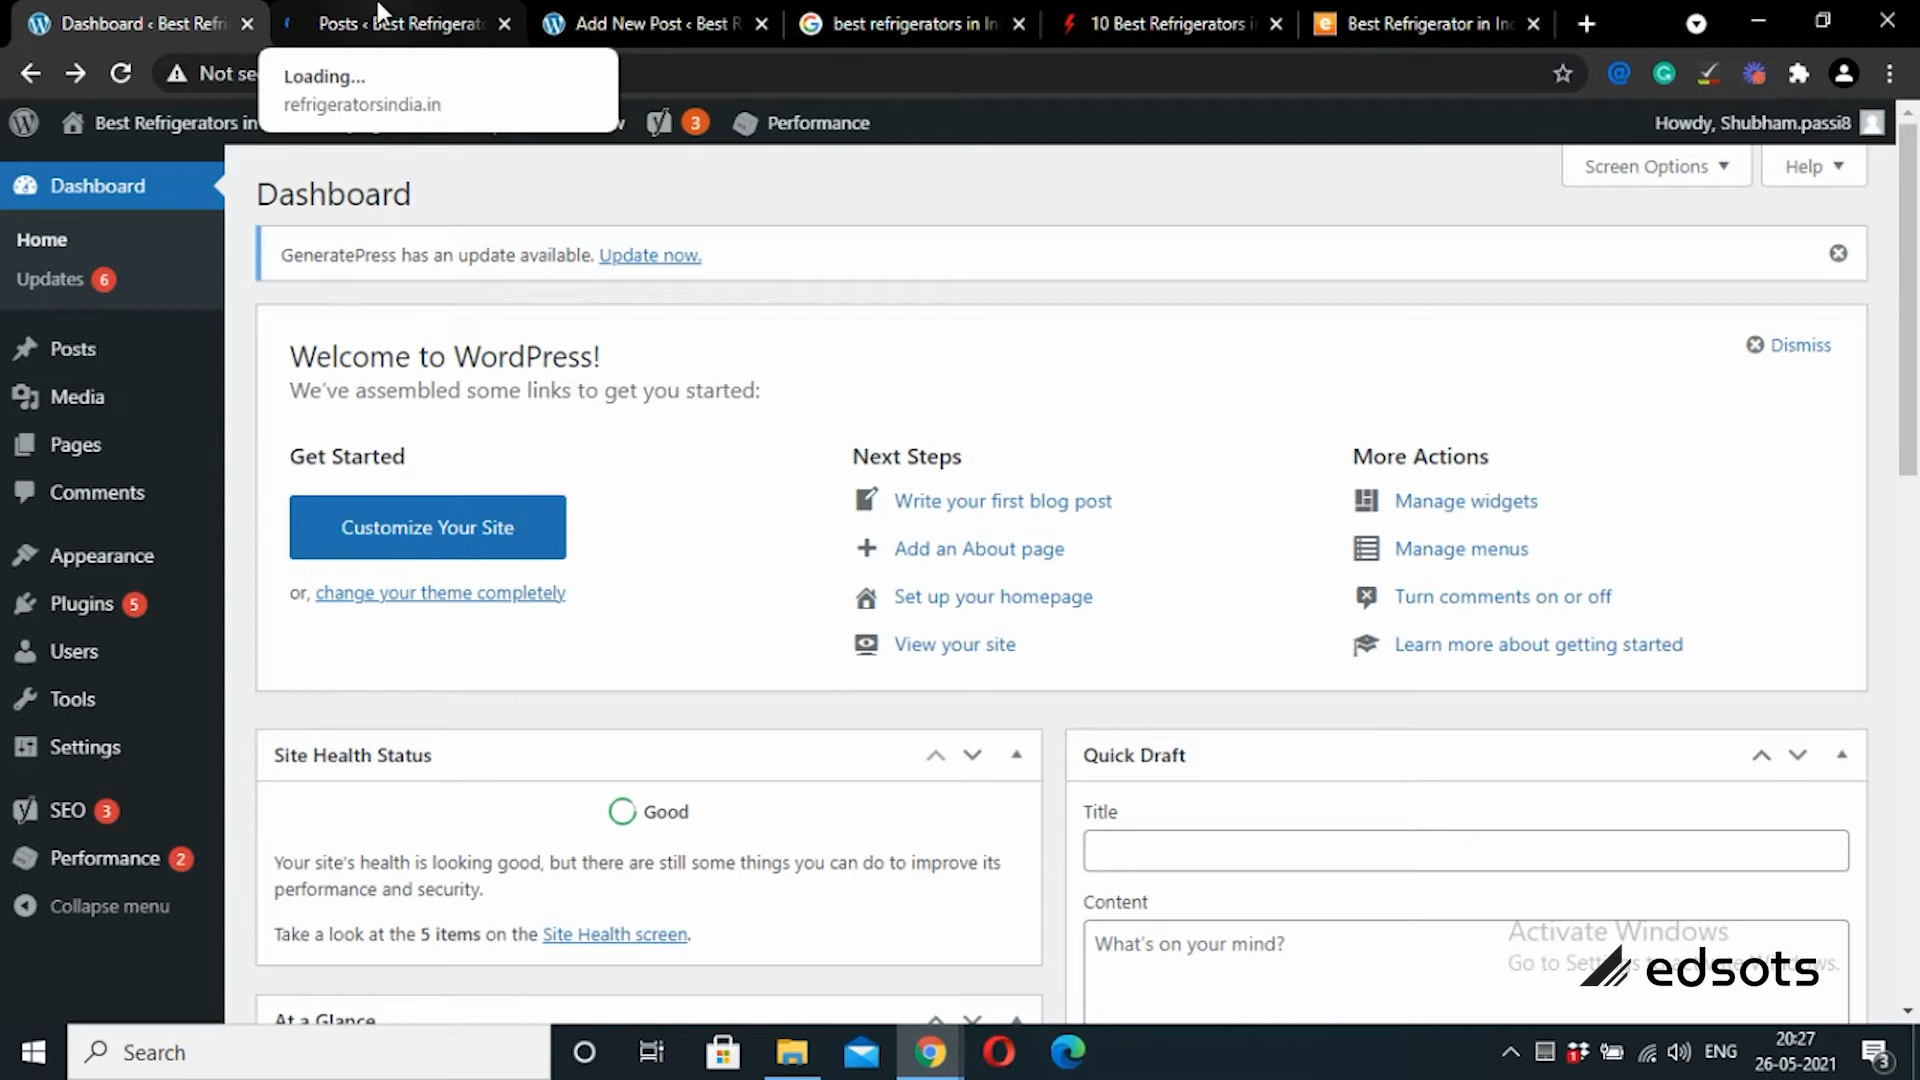 Dashboard ‹ Best Refri
Posts ‹ Best Refrigerat
Add New Post ‹ Best R
best refrigerators in In
10 Best Refrigerators i
Best Refrigerator in In
Not se
Loading...
refrigeratorsindia.in
Best Refrigerators in
3
Performance
Howdy, Shubham.passi8
Dashboard
Home
Updates 6
Posts
Media
Pages
Comments
Appearance
Plugins 5
Users
Tools
Settings
SEO 3
Performance 2
Collapse menu
Screen Options
Help
Dashboard
GeneratePress has an update available. Update now.
Welcome to WordPress!
We've assembled some links to get you started:
Dismiss
Get Started
Customize Your Site
or, change your theme completely
Next Steps
Write your first blog post
Add an About page
Set up your homepage
View your site
More Actions
Manage widgets
Manage menus
Turn comments on or off
Learn more about getting started
Site Health Status
Good
Your site's health is looking good, but there are still some things you can do to improve its
performance and security.
Take a look at the 5 items on the Site Health screen.
At a Glance
Quick Draft
Title
Content
What's on your mind?
Activate Windows
Go to Settings to activate Windows.
edsots
Search
ENG
20:27
26-05-2021
3